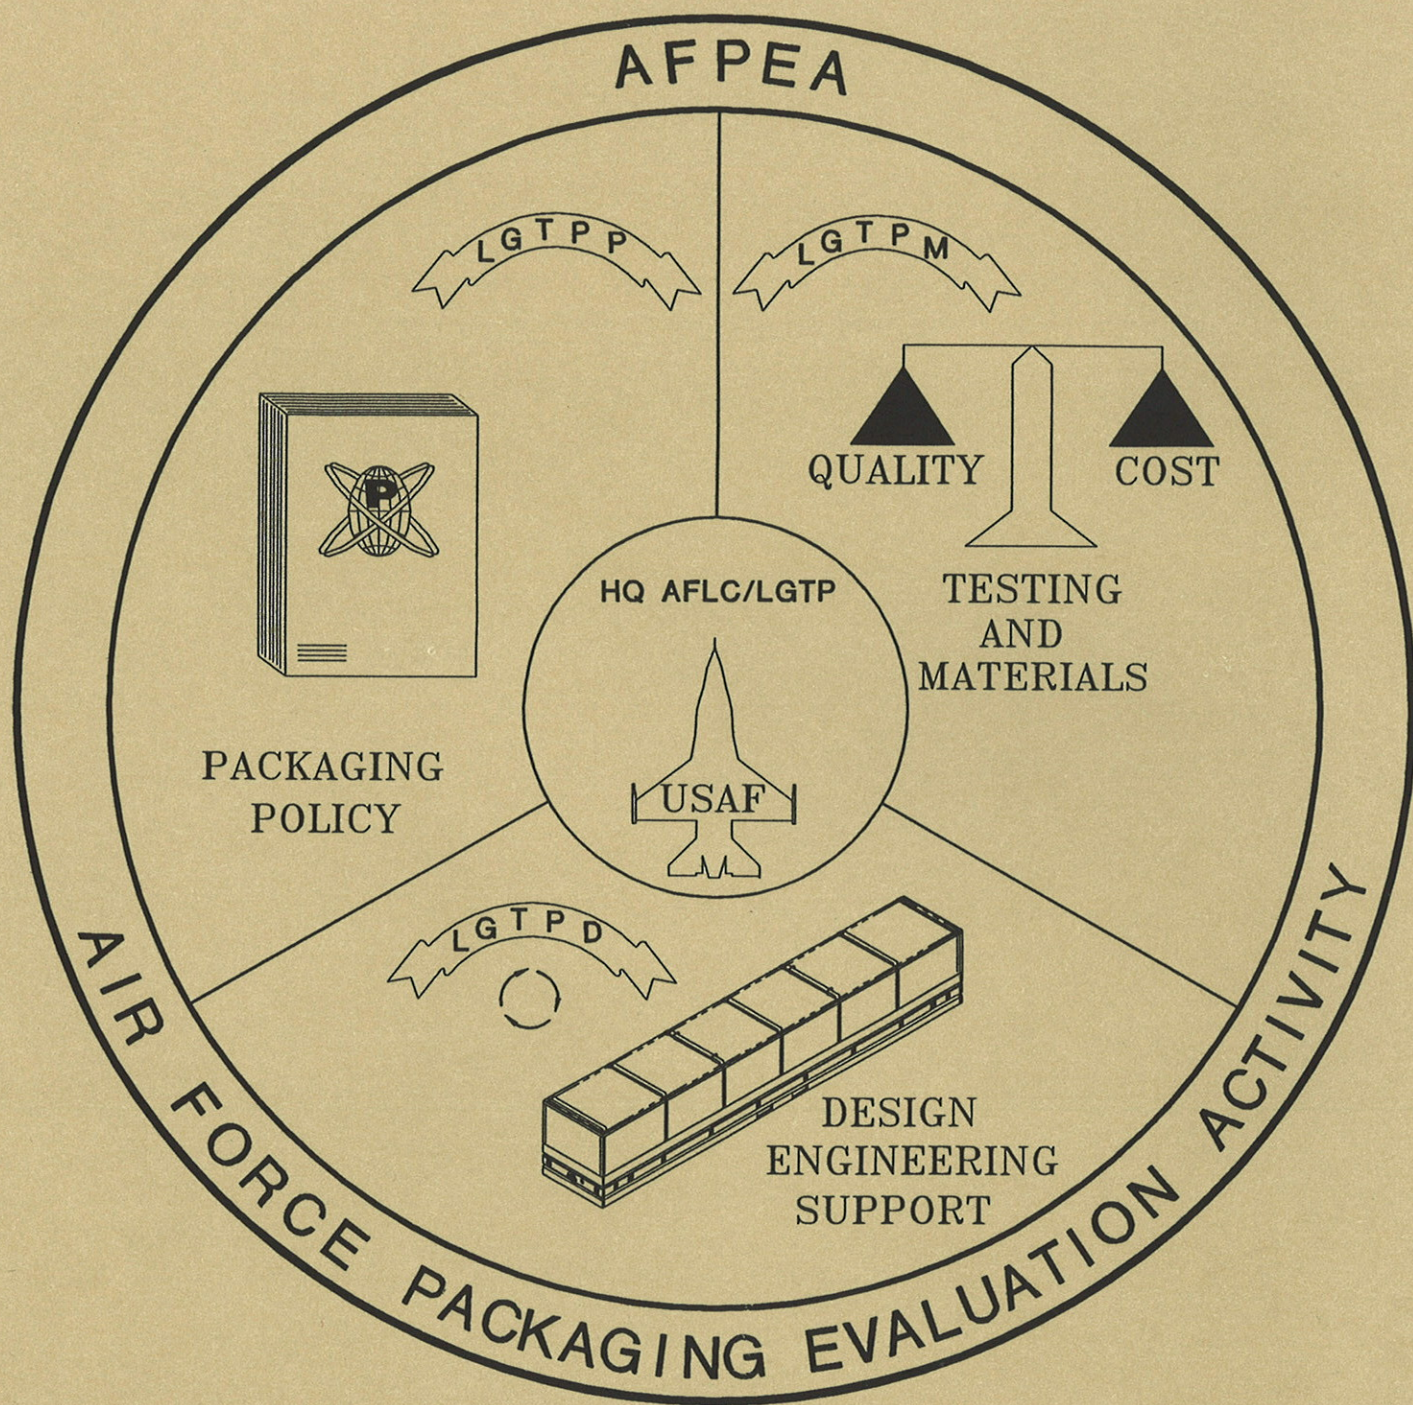 AFPEA
LGTPP
LGTPM
P
QUALITY
COST
HQ AFLC/LGTP
TESTING
AND
MATERIALS
PACKAGING
POLICY
USAF
LGTPD
DESIGN
ENGINEERING
SUPPORT
AIR FORCE PACKAGING EVALUATION ACTIVITY